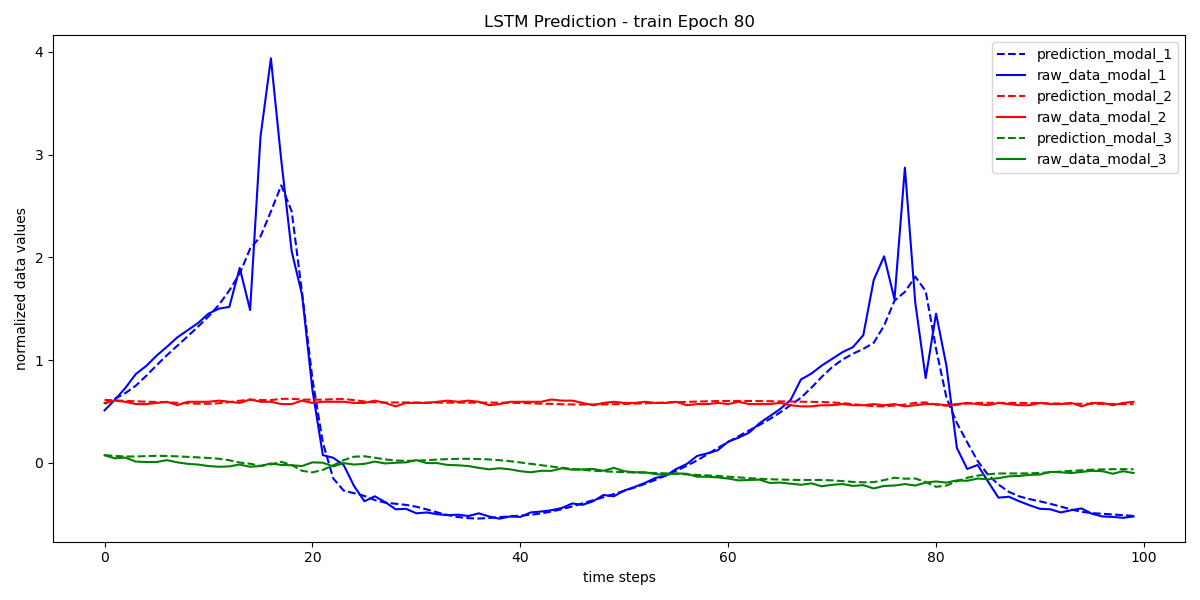 LSTM Prediction - train Epoch 80
normalized data values
4
3
2
1
0
0
20
40
60
80
100
time steps
prediction_modal_1
raw_data_modal_1
prediction_modal_2
raw_data_modal_2
prediction_modal_3
raw_data_modal_3